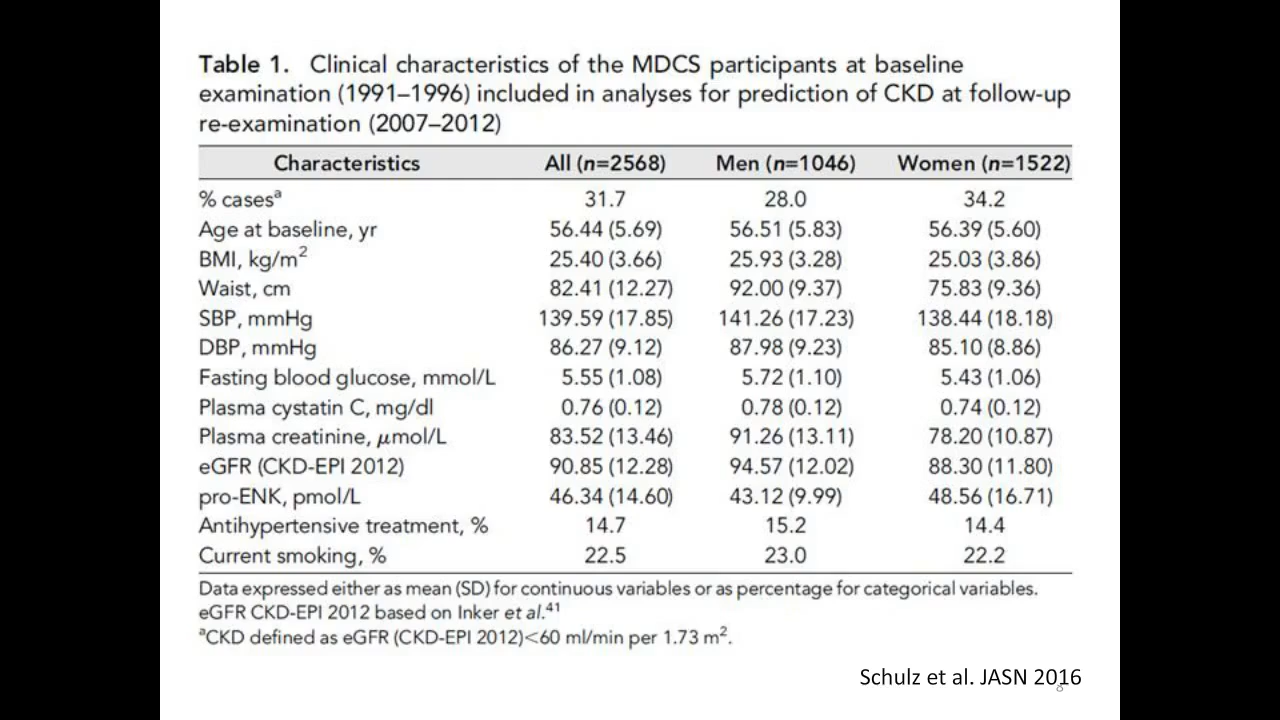 Table 1. Clinical characteristics of the MDCS participants at baseline
examination (1991–1996) included in analyses for prediction of CKD at follow-up
re-examination (2007–2012)
Characteristics All (n=2568) Men (n=1046) Women (n=1522)
% casesᵃ 31.7 28.0 34.2
Age at baseline, yr 56.44 (5.69) 56.51 (5.83) 56.39 (5.60)
BMI, kg/m² 25.40 (3.66) 25.93 (3.28) 25.03 (3.86)
Waist, cm 82.41 (12.27) 92.00 (9.37) 75.83 (9.36)
SBP, mmHg 139.59 (17.85) 141.26 (17.23) 138.44 (18.18)
DBP, mmHg 86.27 (9.12) 87.98 (9.23) 85.10 (8.86)
Fasting blood glucose, mmol/L 5.55 (1.08) 5.72 (1.10) 5.43 (1.06)
Plasma cystatin C, mg/dl 0.76 (0.12) 0.78 (0.12) 0.74 (0.12)
Plasma creatinine, μmol/L 83.52 (13.46) 91.26 (13.11) 78.20 (10.87)
eGFR (CKD-EPI 2012) 90.85 (12.28) 94.57 (12.02) 88.30 (11.80)
pro-ENK, pmol/L 46.34 (14.60) 43.12 (9.99) 48.56 (16.71)
Antihypertensive treatment, % 14.7 15.2 14.4
Current smoking, % 22.5 23.0 22.2
Data expressed either as mean (SD) for continuous variables or as percentage for categorical variables.
eGFR CKD-EPI 2012 based on Inker et al.⁴¹
ᵃCKD defined as eGFR (CKD-EPI 2012)<60 ml/min per 1.73 m².
Schulz et al. JASN 2016
8